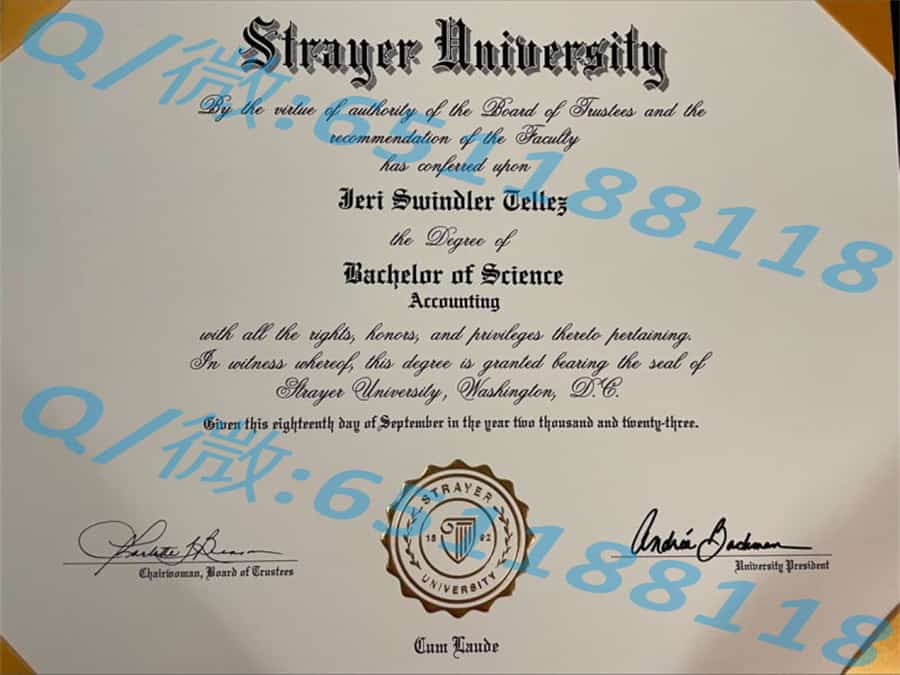 Strayer University
By the virtue of authority of the Board of Trustees and the
recommendation of the Faculty
has conferred upon
Jeri Swindler Tellez
the Degree of
Bachelor of Science
Accounting
with all the rights, honors, and privileges thereto pertaining.
In witness whereof, this degree is granted bearing the seal of
Strayer University, Washington, D.C.
Given this eighteenth day of September in the year two thousand and twenty-three.
STRAYER
18 92
UNIVERSITY
Chairwoman, Board of Trustees
Andréa Backman
University President
Cum Laude
Q/微:651188118
Q/微:651188118